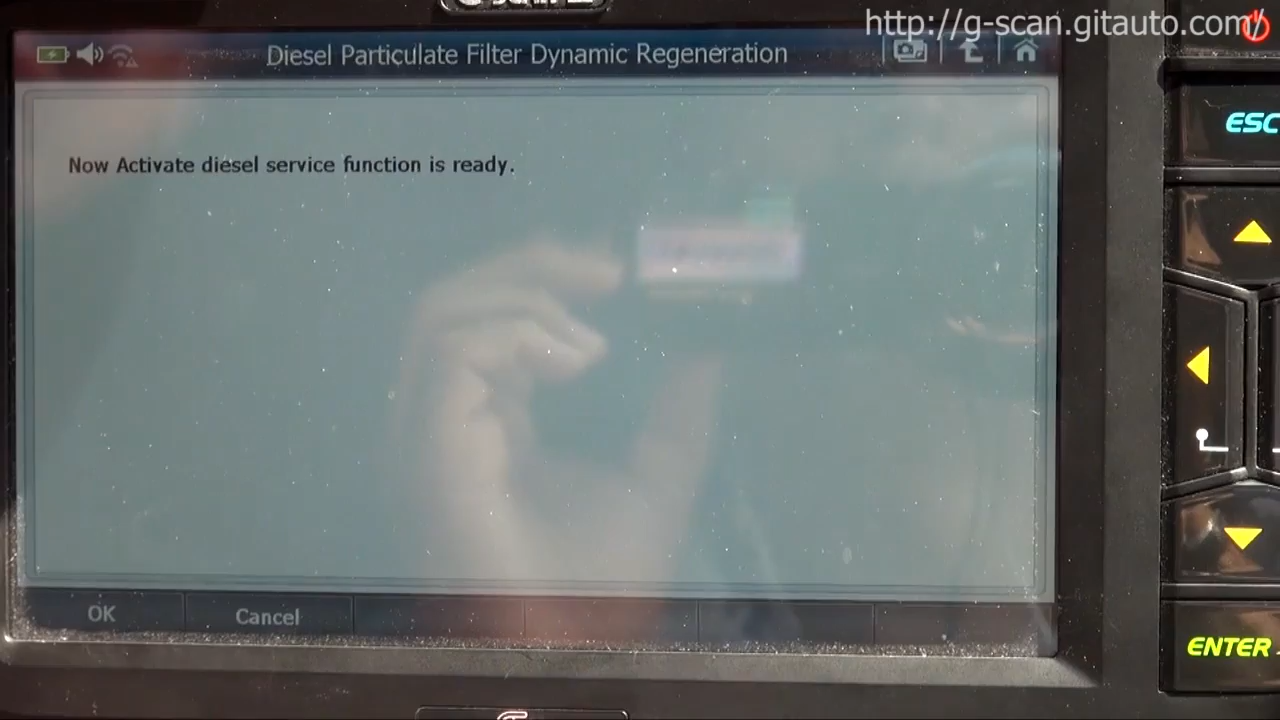 http://g-scan.gitauto.com/
Diesel Particulate Filter Dynamic Regeneration
ESC
Now Activate diesel service function is ready.
OK
Cancel
ENTER